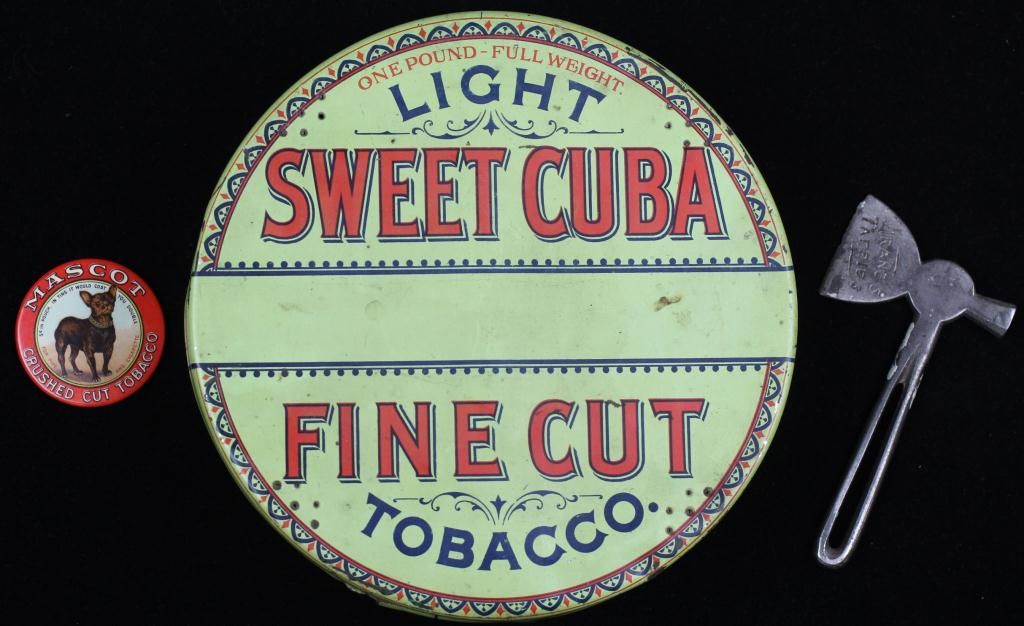 MASCOT
CRUSHED CUT TOBACCO
ONE POUND - FULL WEIGHT
LIGHT
SWEET CUBA
FINE CUT
TOBACCO.